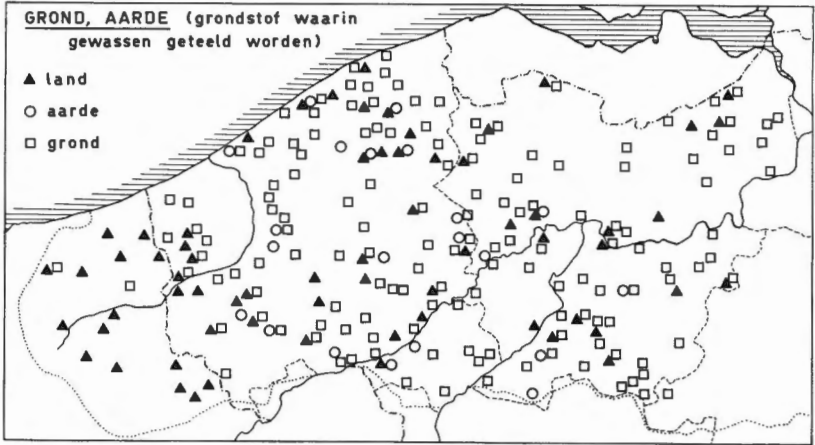 GROND, AARDE (grondstof waarin
gewassen geteeld worden)
land
aarde
grond